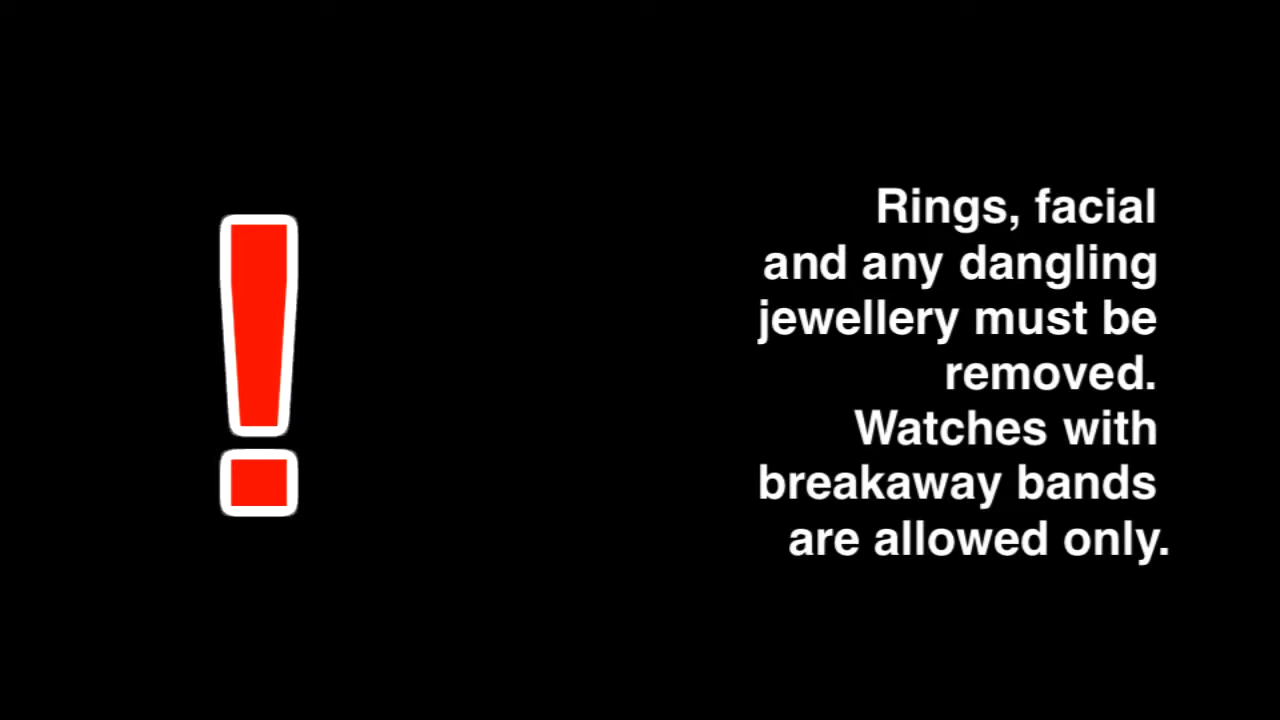 Rings, facial
and any dangling
jewellery must be
removed.
Watches with
breakaway bands
are allowed only.